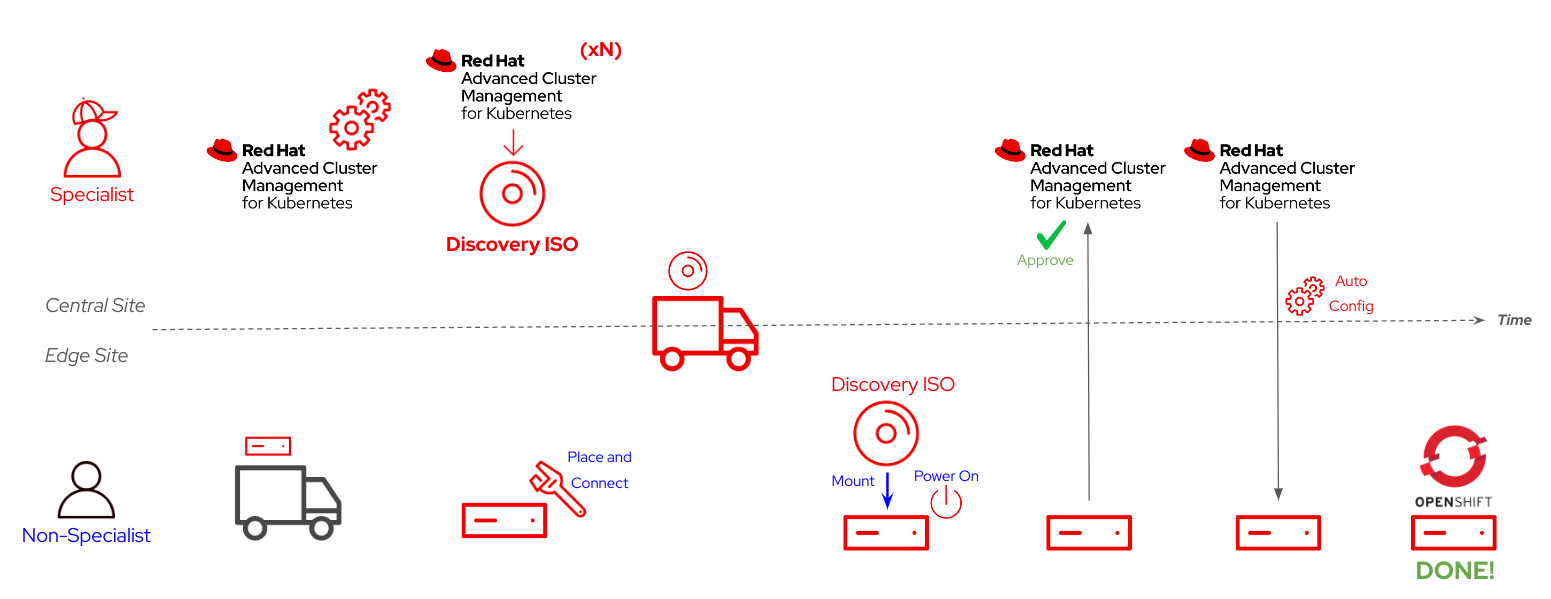 (xN)
Red Hat
Advanced Cluster
Management
for Kubernetes
Red Hat
Advanced Cluster
Management
for Kubernetes
Specialist
Discovery ISO
Red Hat
Advanced Cluster
Management
for Kubernetes
Approve
Red Hat
Advanced Cluster
Management
for Kubernetes
Auto
Config
Central Site
Time
Edge Site
Discovery ISO
Place and
Connect
Mount
Power On
OPENSHIFT
Non-Specialist
DONE!